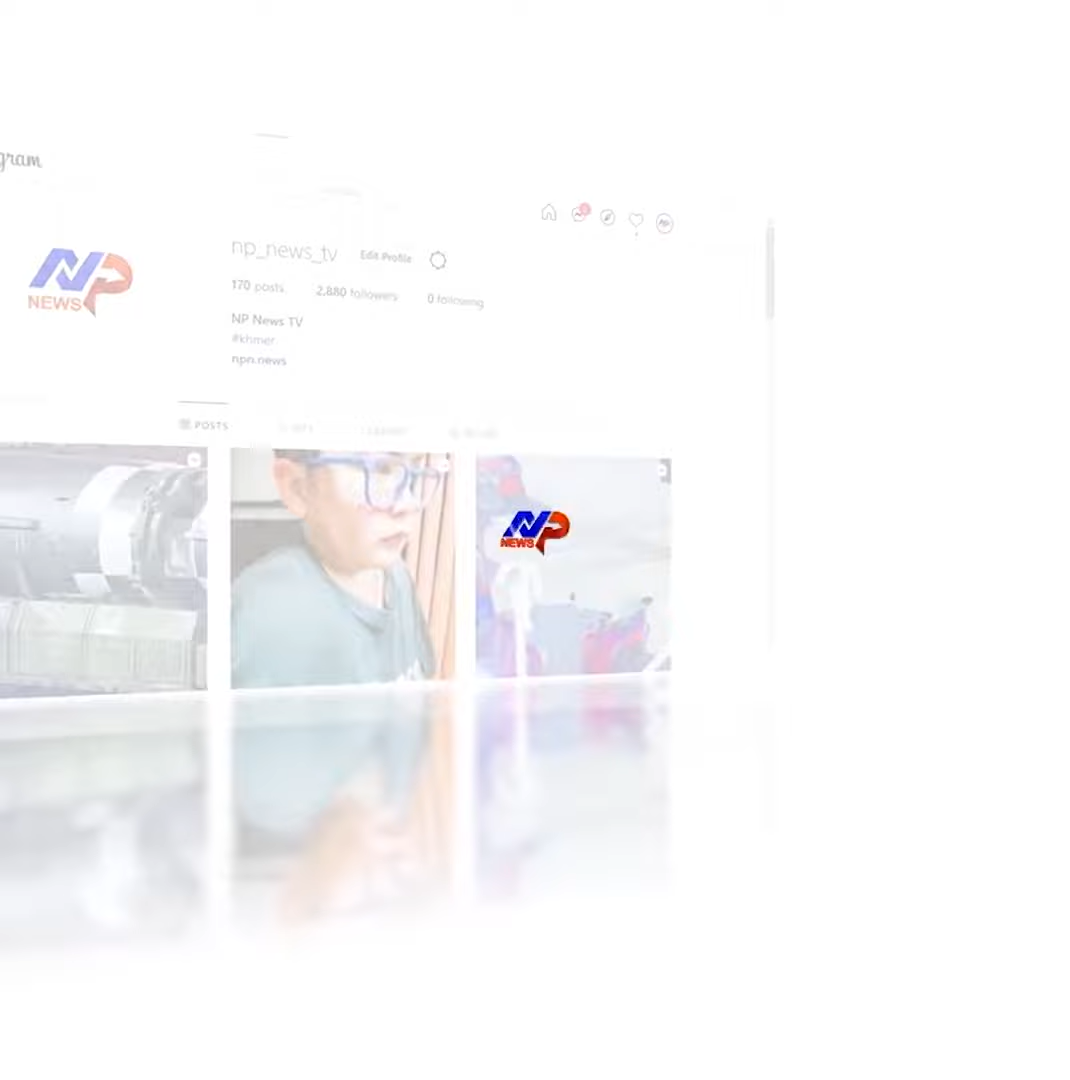 gram
np_news_tv Edit Profile
170 posts 2,880 followers 0 following
NP News TV
#khmer
npn.news
NP
NEWS
POSTS
NP
NEWS